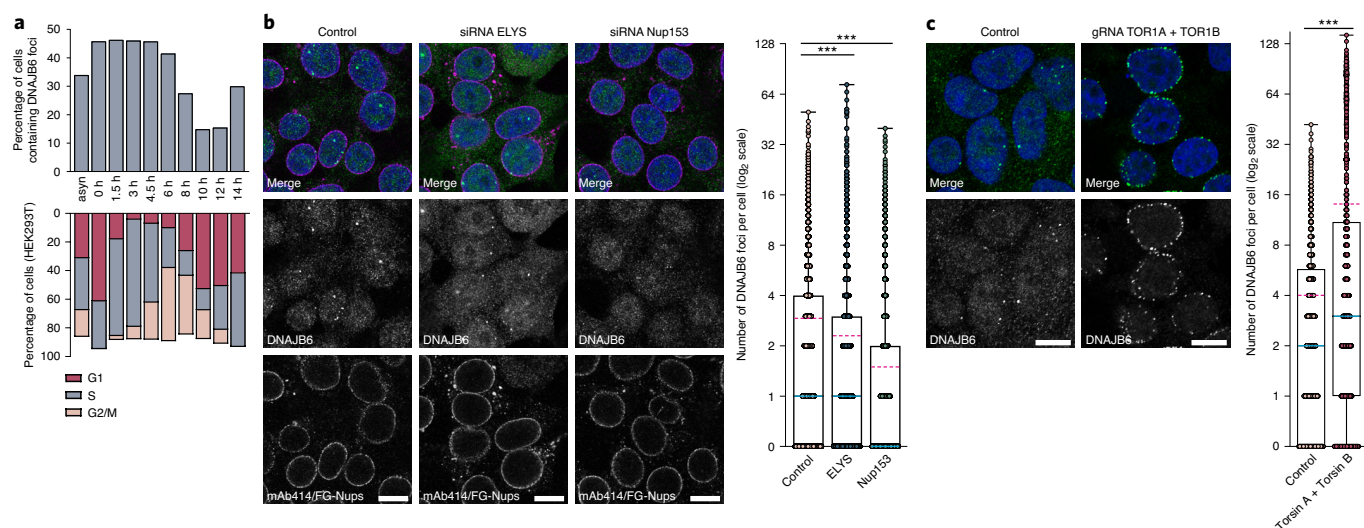 a
Percentage of cells
containing DNAJB6 foci
50
40
30
20
10
0
asyn
0 h
1.5 h
3 h
4.5 h
6 h
8 h
10 h
12 h
14 h
Percentage of cells (HEK293T)
0
20
40
60
80
100
G1
S
G2/M
b
Control
siRNA ELYS
siRNA Nup153
Merge
Merge
Merge
DNAJB6
DNAJB6
DNAJB6
mAb414/FG-Nups
mAb414/FG-Nups
mAb414/FG-Nups
Number of DNAJB6 foci per cell (log2 scale)
128
64
32
16
8
4
2
1
0
***
***
Control
ELYS
Nup153
c
Control
gRNA TOR1A + TOR1B
Merge
Merge
DNAJB6
DNAJB6
Number of DNAJB6 foci per cell (log2 scale)
128
64
32
16
8
4
2
1
0
***
Control
Torsin A + Torsin B